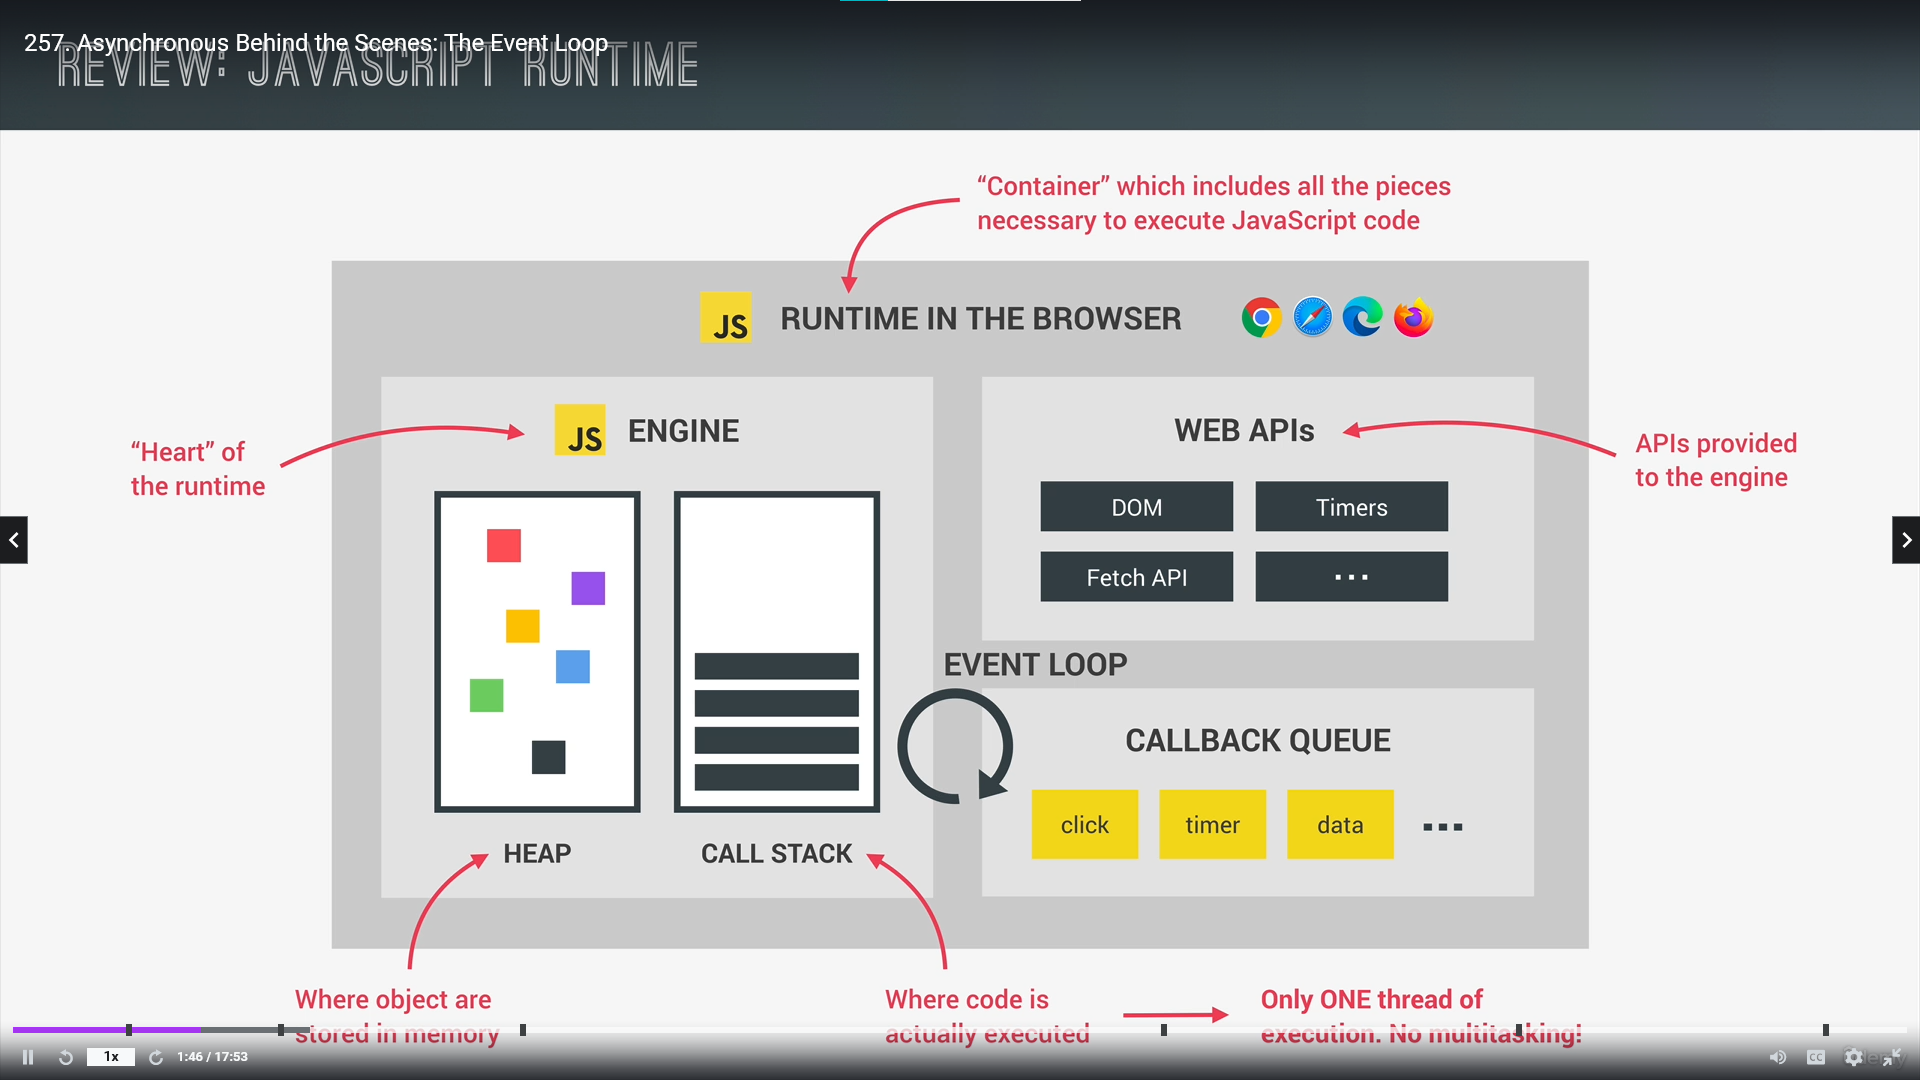 257. Asynchronous Behind the Scenes: The Event Loop
REVIEW: JAVASCRIPT RUNTIME
“Container” which includes all the pieces
necessary to execute JavaScript code
JS RUNTIME IN THE BROWSER
“Heart” of
the runtime
JS ENGINE
HEAP
CALL STACK
WEB APIs
DOM
Timers
Fetch API
...
APIs provided
to the engine
EVENT LOOP
CALLBACK QUEUE
click
timer
data
...
Where object are
stored in memory
Where code is
actually executed
Only ONE thread of
execution. No multitasking!
1x
1:46 / 17:53
CC